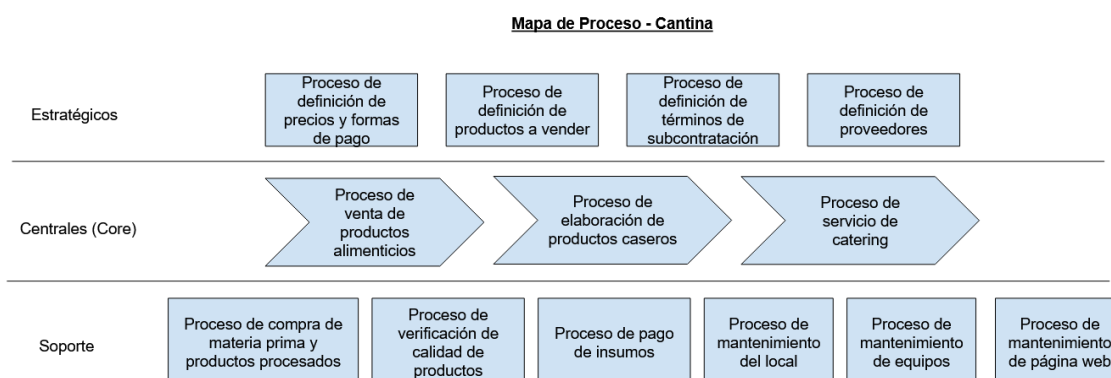 Mapa de Proceso - Cantina
Estratégicos
Proceso de
definición de
precios y formas
de pago
Proceso de
definición de
productos a vender
Proceso de
definición de
términos de
subcontratación
Proceso de
definición de
proveedores
Centrales (Core)
Proceso de
venta de
productos
alimenticios
Proceso de
elaboración de
productos caseros
Proceso de
servicio de
catering
Soporte
Proceso de compra de
materia prima y
productos procesados
Proceso de
verificación de
calidad de
productos
Proceso de pago
de insumos
Proceso de
mantenimiento
del local
Proceso de
mantenimiento
de equipos
Proceso de
mantenimiento
de página web